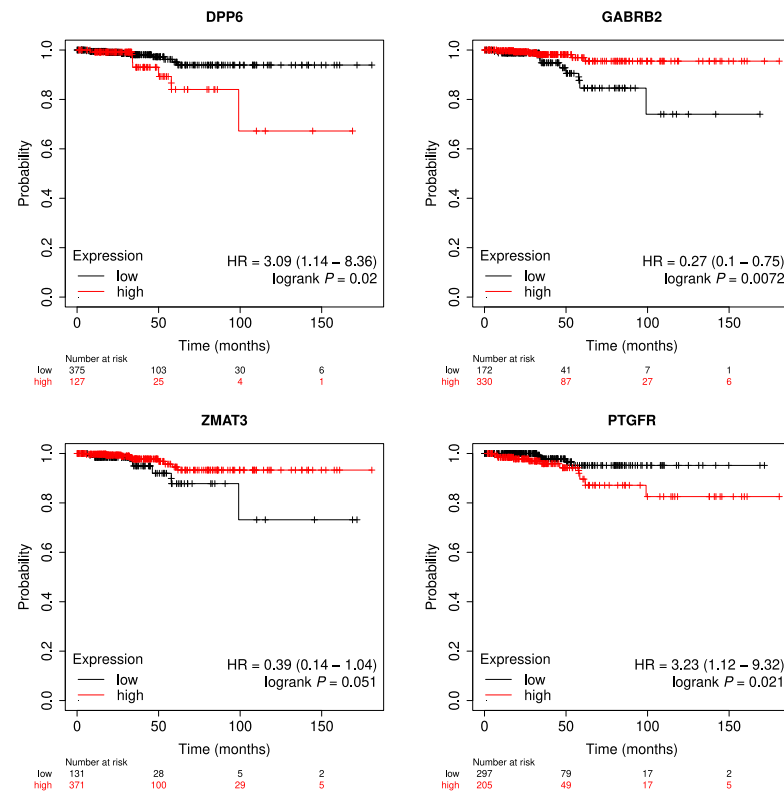 DPP6
Probability
1.0
0.8
0.6
0.4
0.2
0.0
Expression
low
high
HR = 3.09 (1.14 – 8.36)
logrank P = 0.02
0 50 100 150
Time (months)
Number at risk
low 375 103 30 6
high 127 25 4 1
GABRB2
Probability
1.0
0.8
0.6
0.4
0.2
0.0
Expression
low
high
HR = 0.27 (0.1 – 0.75)
logrank P = 0.0072
0 50 100 150
Time (months)
Number at risk
low 172 41 7 1
high 330 87 27 6
ZMAT3
Probability
1.0
0.8
0.6
0.4
0.2
0.0
Expression
low
high
HR = 0.39 (0.14 – 1.04)
logrank P = 0.051
0 50 100 150
Time (months)
Number at risk
low 131 28 5 2
high 371 100 29 5
PTGFR
Probability
1.0
0.8
0.6
0.4
0.2
0.0
Expression
low
high
HR = 3.23 (1.12 – 9.32)
logrank P = 0.021
0 50 100 150
Time (months)
Number at risk
low 297 79 17 2
high 205 49 17 5